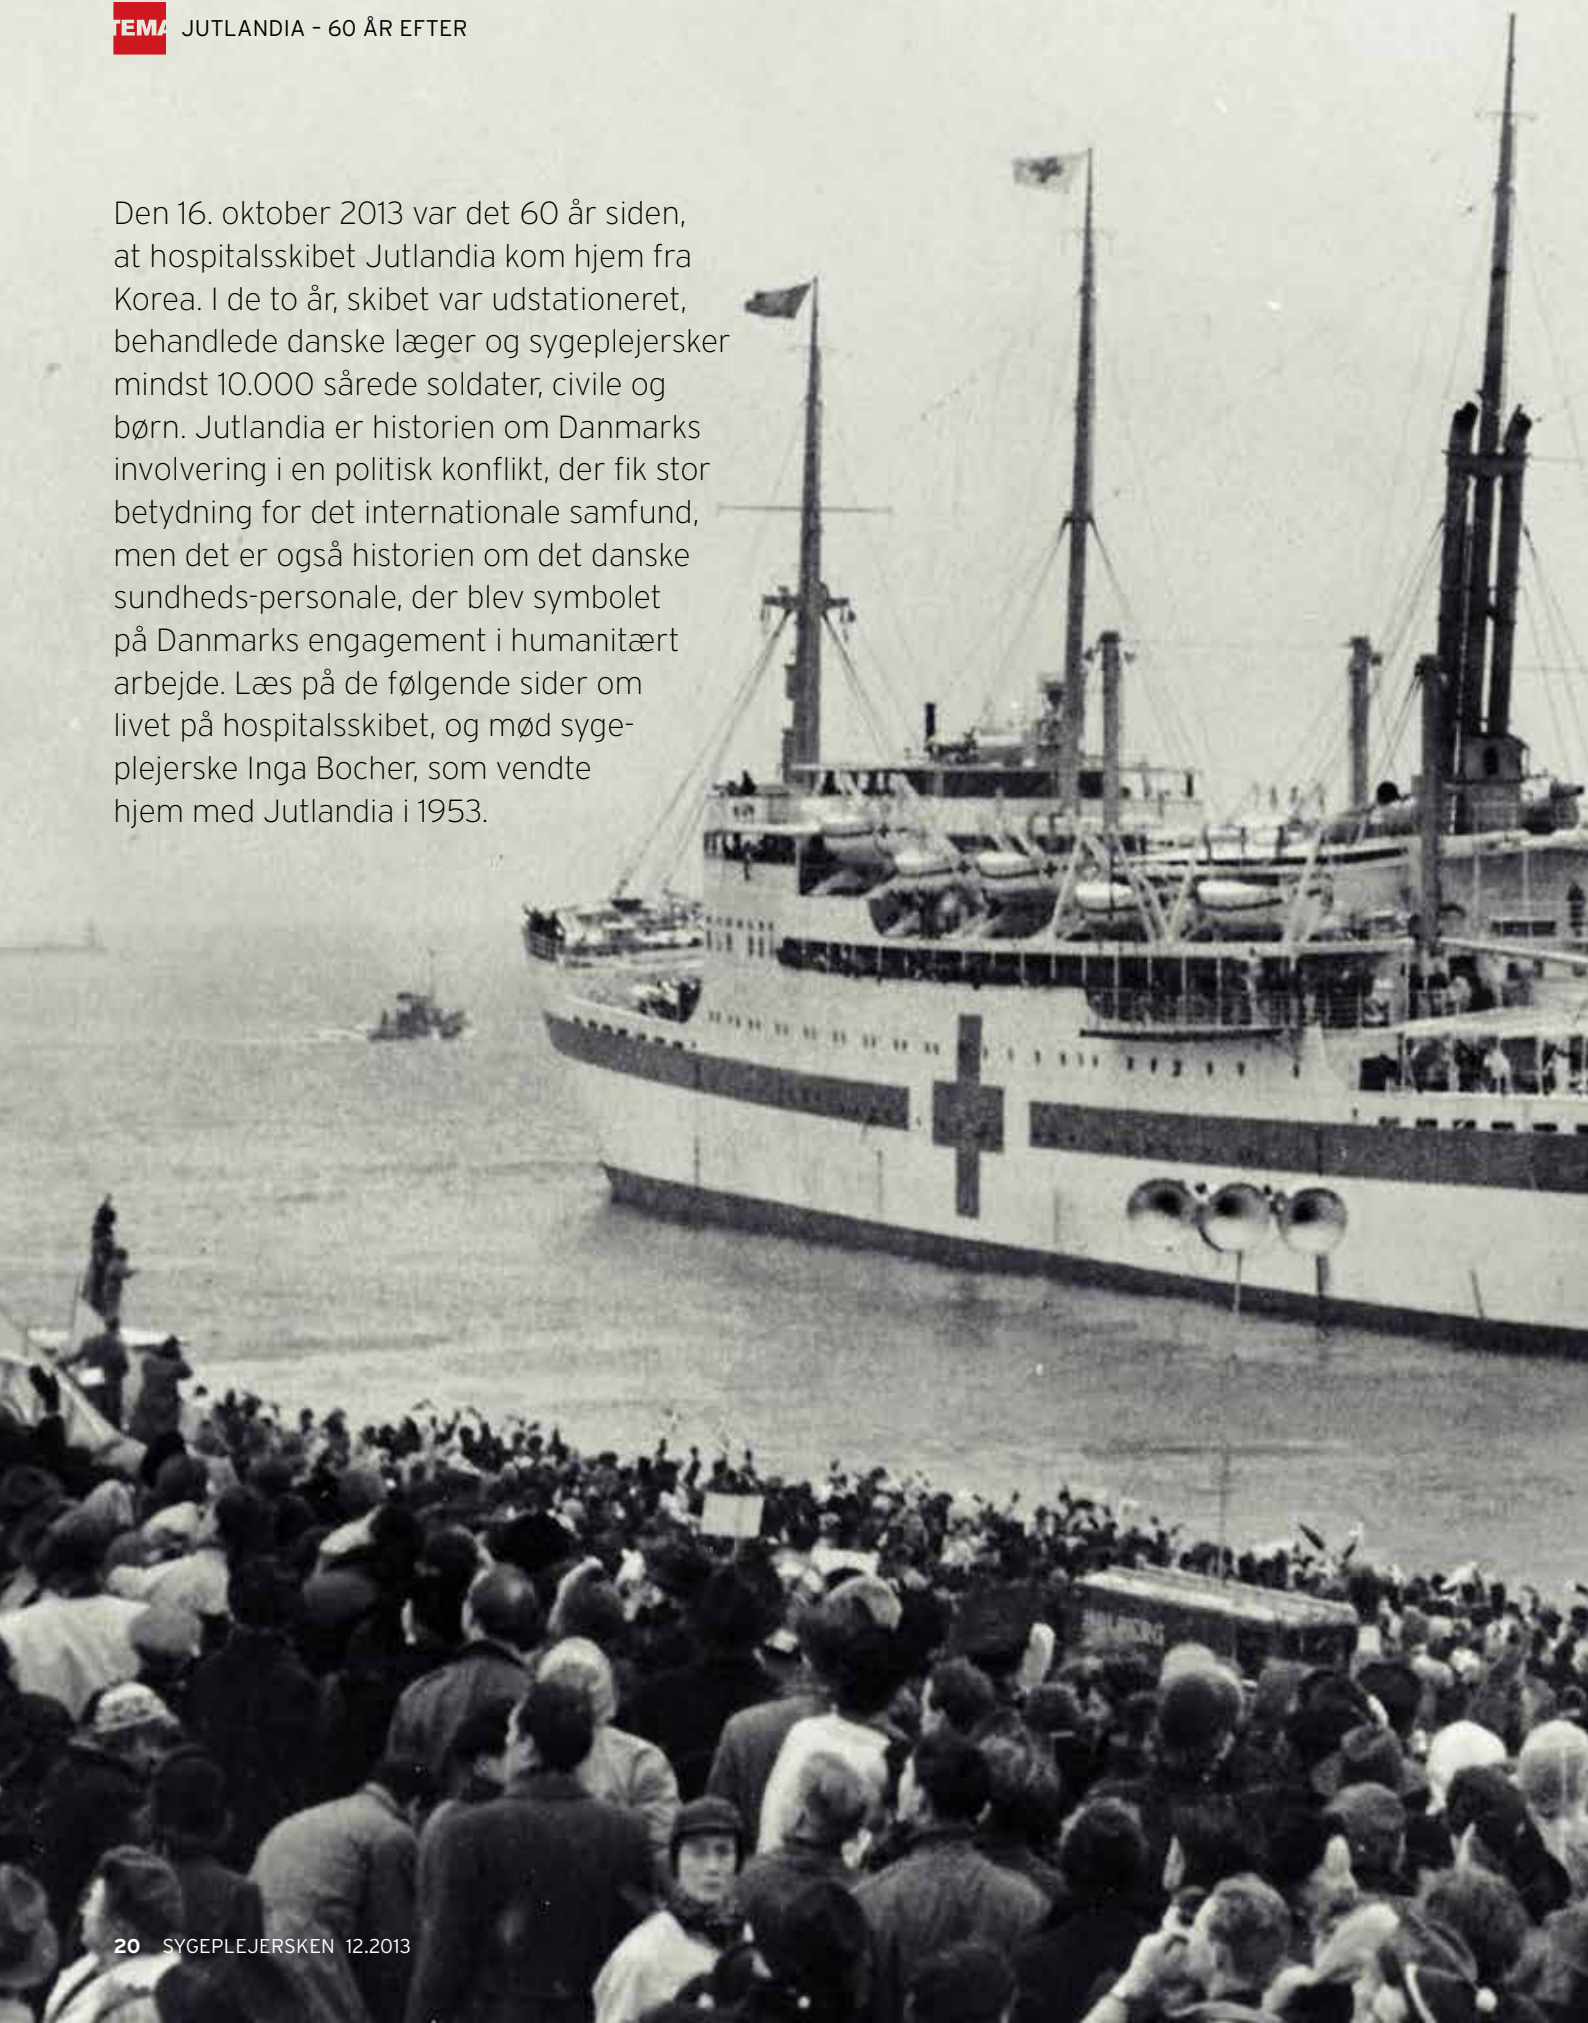 TEMA JUTLANDIA – 60 ÅR EFTER
Den 16. oktober 2013 var det 60 år siden,
at hospitalsskibet Jutlandia kom hjem fra
Korea. I de to år, skibet var udstationeret,
behandlede danske læger og sygeplejersker
mindst 10.000 sårede soldater, civile og
børn. Jutlandia er historien om Danmarks
involvering i en politisk konflikt, der fik stor
betydning for det internationale samfund,
men det er også historien om det danske
sundheds-personale, der blev symbolet
på Danmarks engagement i humanitært
arbejde. Læs på de følgende sider om
livet på hospitalsskibet, og mød syge-
plejerske Inga Bocher, som vendte
hjem med Jutlandia i 1953.
20 SYGEPLEJERSKEN 12.2013